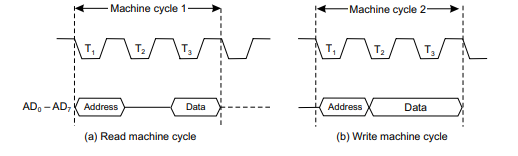 Machine cycle 1
Machine cycle 2
T1 T2 T3
T1 T2 T3
AD0 – AD7 Address Data
Address Data
(a) Read machine cycle
(b) Write machine cycle